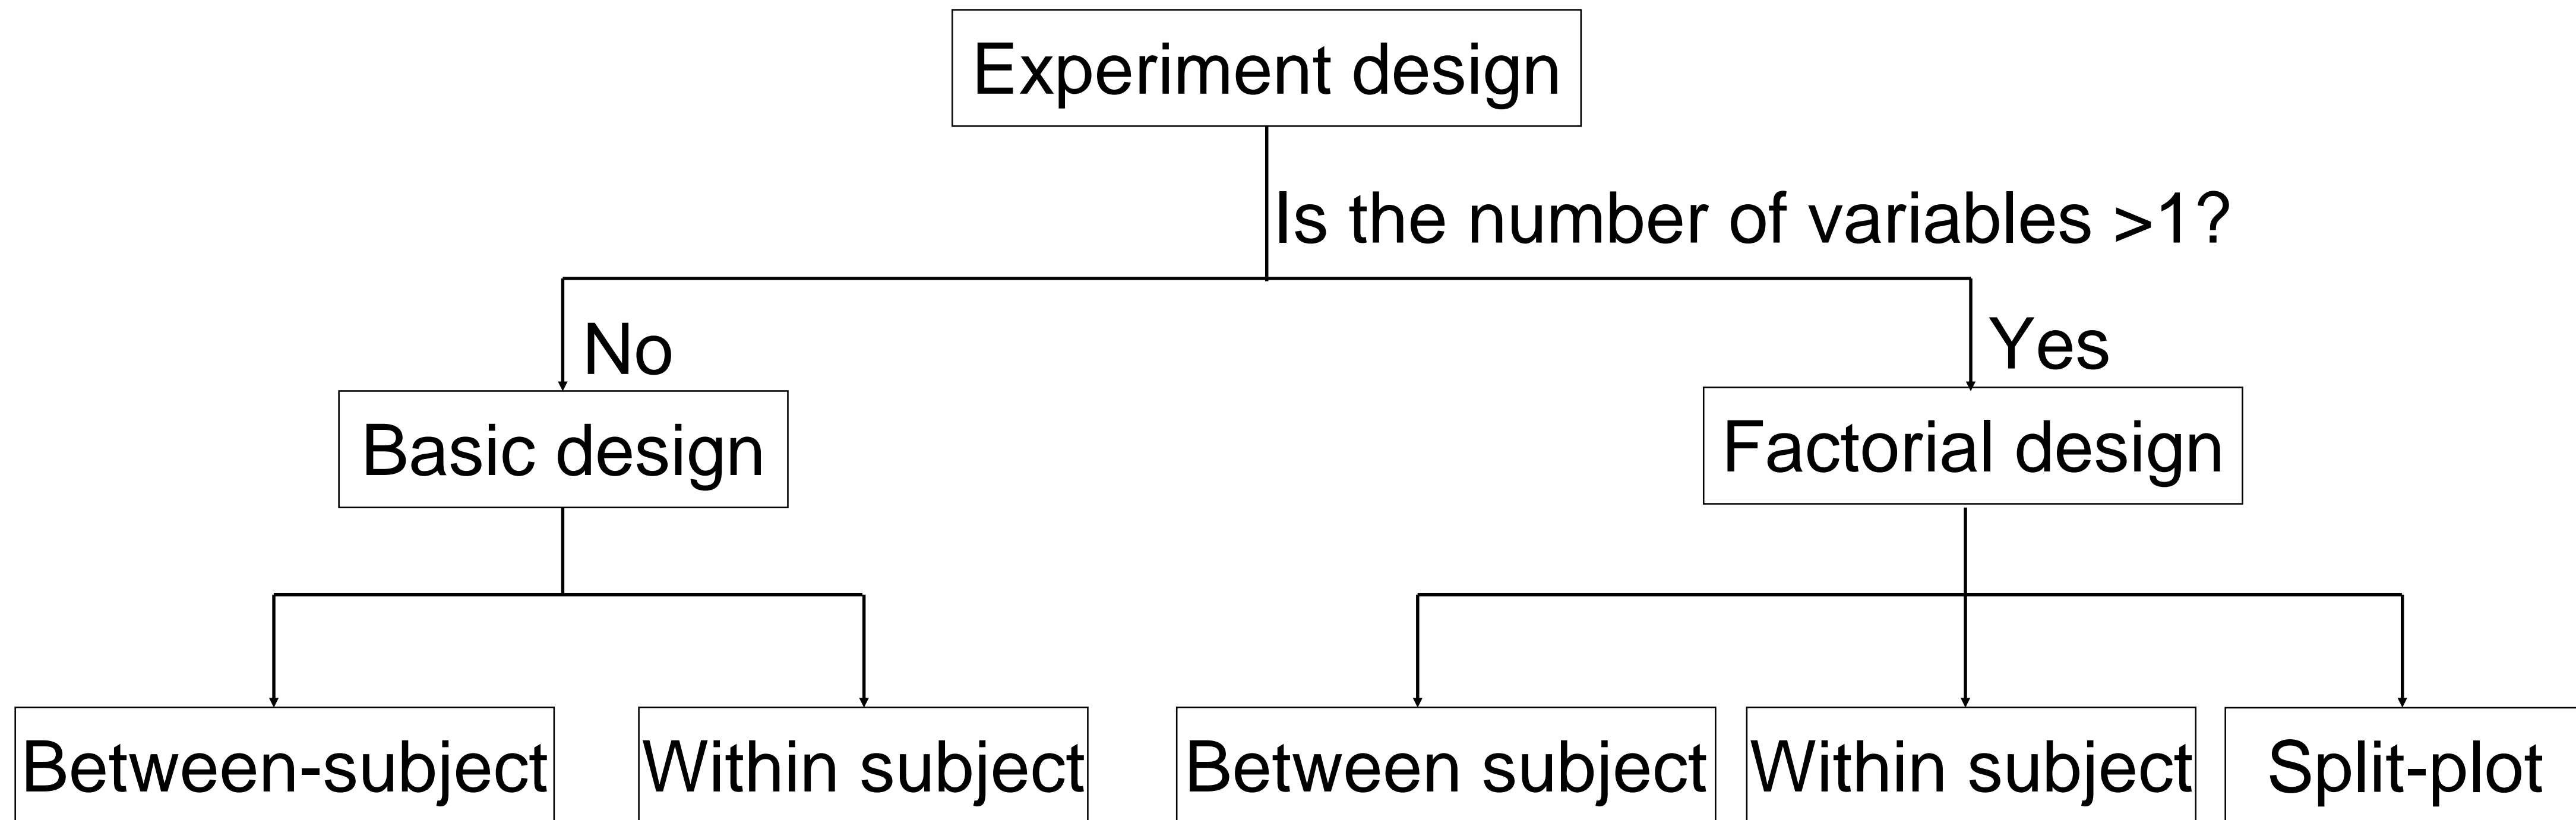 Experiment design
Is the number of variables >1?
No
Yes
Basic design
Factorial design
Between-subject
Within subject
Between subject
Within subject
Split-plot